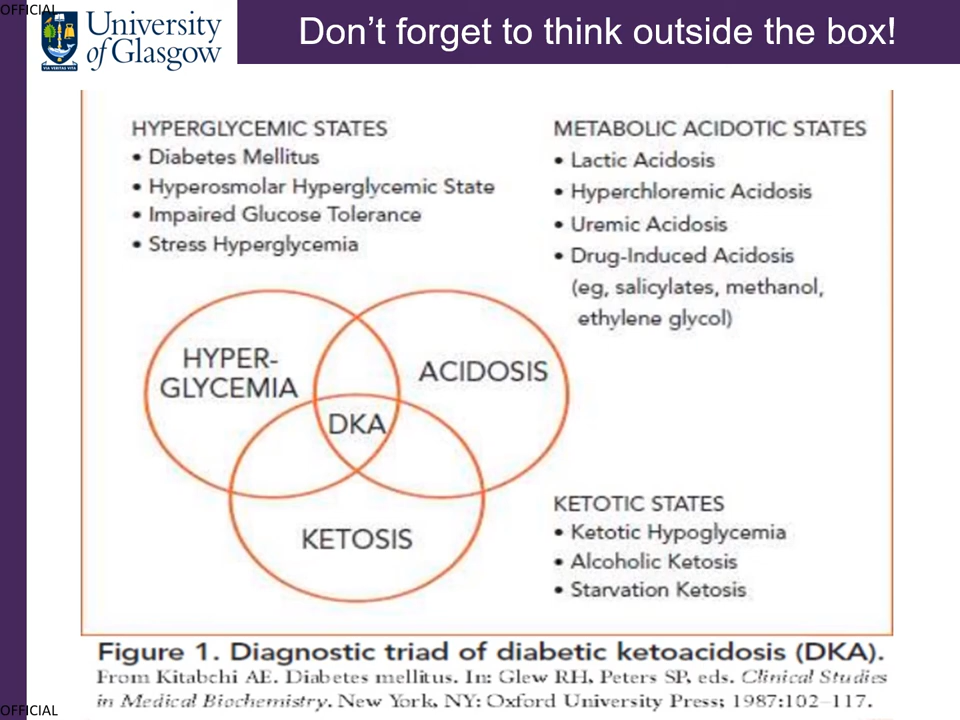 OFFICIAL
University
of Glasgow
VIA VERITAS VITA
Don’t forget to think outside the box!
HYPERGLYCEMIC STATES
• Diabetes Mellitus
• Hyperosmolar Hyperglycemic State
• Impaired Glucose Tolerance
• Stress Hyperglycemia
METABOLIC ACIDOTIC STATES
• Lactic Acidosis
• Hyperchloremic Acidosis
• Uremic Acidosis
• Drug-Induced Acidosis
(eg, salicylates, methanol,
ethylene glycol)
HYPER-
GLYCEMIA
ACIDOSIS
DKA
KETOSIS
KETOTIC STATES
• Ketotic Hypoglycemia
• Alcoholic Ketosis
• Starvation Ketosis
Figure 1. Diagnostic triad of diabetic ketoacidosis (DKA).
From Kitabchi AE. Diabetes mellitus. In: Glew RH, Peters SP, eds. Clinical Studies
in Medical Biochemistry. New York, NY: Oxford University Press; 1987:102–117.
OFFICIAL